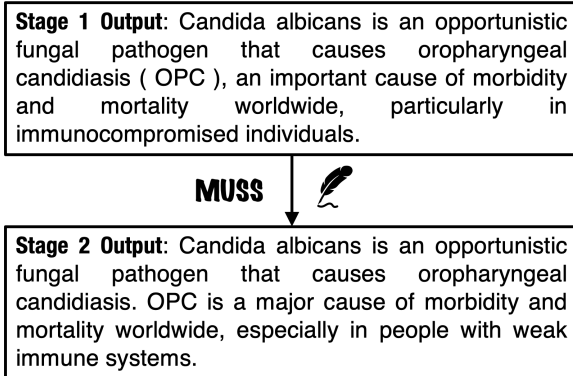 Stage 1 Output: Candida albicans is an opportunistic
fungal pathogen that causes oropharyngeal
candidiasis ( OPC ), an important cause of morbidity
and mortality worldwide, particularly in
immunocompromised individuals.
MUSS
Stage 2 Output: Candida albicans is an opportunistic
fungal pathogen that causes oropharyngeal
candidiasis. OPC is a major cause of morbidity and
mortality worldwide, especially in people with weak
immune systems.